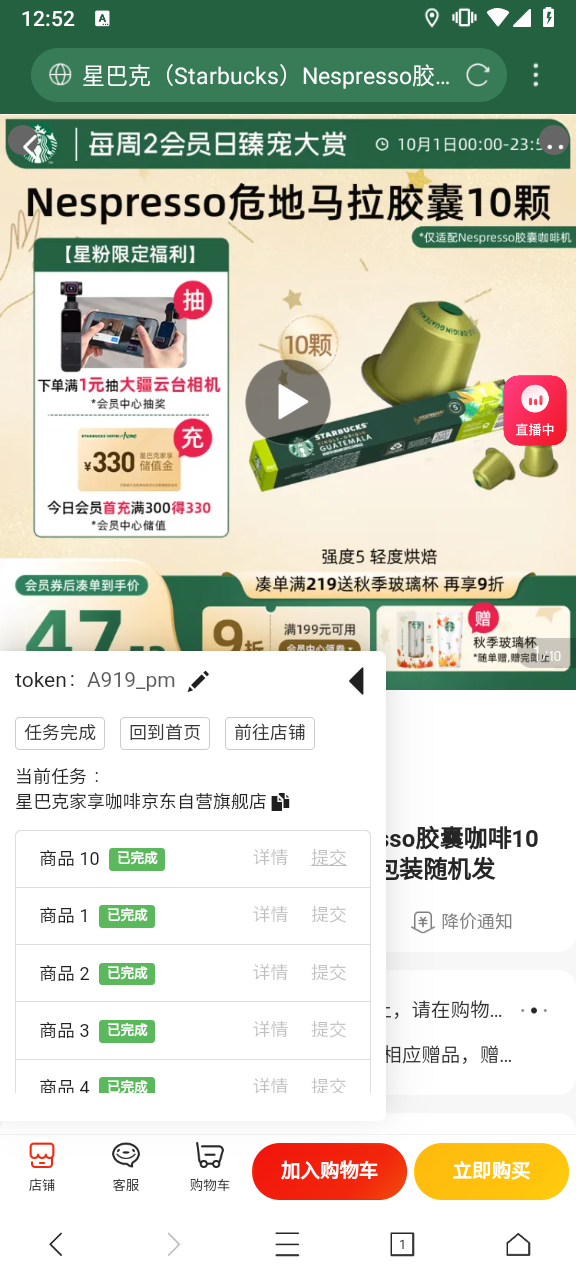 12:52
星巴克（Starbucks）Nespresso胶...
每周2会员日臻宠大赏
10月1日00:00-23:5
Nespresso危地马拉胶囊10颗
*仅适配Nespresso胶囊咖啡机
【星粉限定福利】
抽
10颗
下单满1元抽大疆云台相机
*会员中心抽奖
直播中
充
¥330 星巴克家享储值金
STARBUCKS
GUATEMALA
今日会员首充满300得330
*会员中心储值
强度5 轻度烘焙
会员券后凑单到手价
凑单满219送秋季玻璃杯 再享9折
47
9折
满199元可用
会员中心领券
赠
秋季玻璃杯
*随单赠,赠完即止
1/10
token： A919_pm
任务完成 回到首页 前往店铺
当前任务：
星巴克家享咖啡京东自营旗舰店
sso胶囊咖啡10
包装随机发
商品 10 已完成 详情 提交
商品 1 已完成 详情 提交
降价通知
商品 2 已完成 详情 提交
，请在购物...
商品 3 已完成 详情 提交
相应赠品，赠...
商品 4 已完成 详情 提交
店铺 客服 购物车 加入购物车 立即购买
1